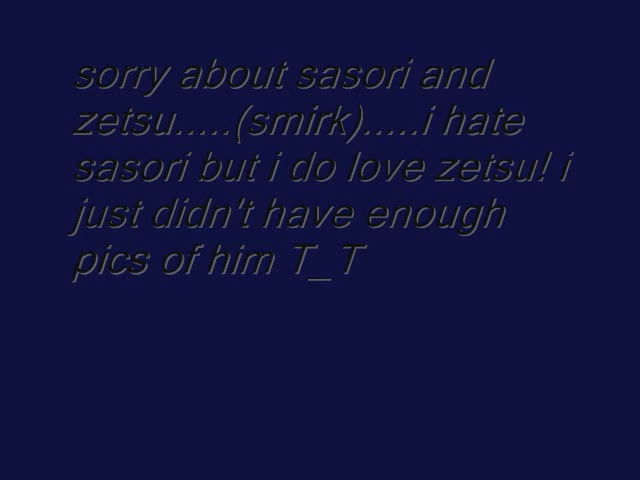 sorry about sasori and
zetsu.....(smirk).....i hate
sasori but i do love zetsu! i
just didn't have enough
pics of him T_T